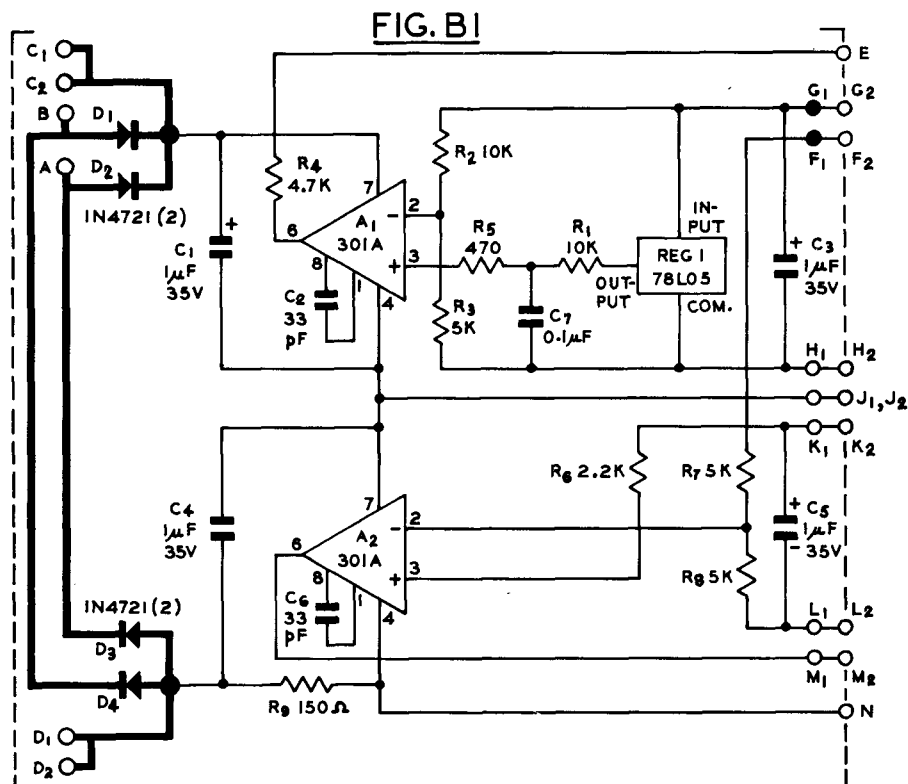 FIG. B1
C1
C2
B
D1
A
D2
1N4721(2)
E
G1
G2
F1
F2
R4
4.7K
R2 10K
7
A1
301A
6
2
-
3
+
8
1
4
C1
+
1µF
35V
C2
33
pF
R5
470
R1
10K
R3
5K
C7
0.1µF
IN-
PUT
REG 1
78L05
OUT-
PUT
COM.
+
C3
1µF
35V
H1
H2
J1,J2
K1
K2
R6 2.2K
R7 5K
C4
1µF
35V
7
A2
301A
6
2
-
3
+
8
1
4
C6
33
pF
R8 5K
+
C5
1µF
-
35V
1N4721(2)
D3
D4
R9 150Ω
L1
L2
M1
M2
N
D1
D2